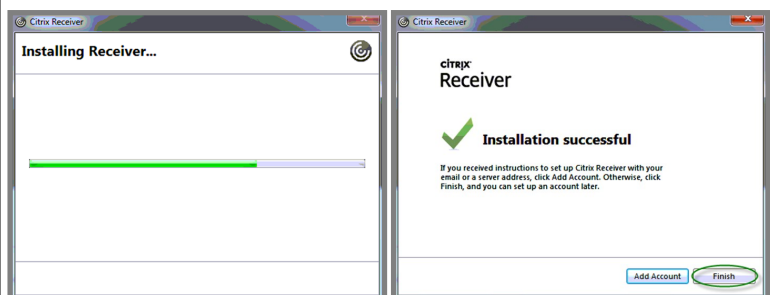 Citrix Receiver
Installing Receiver...
Citrix Receiver
CİTRIX
Receiver
Installation successful
If you received instructions to set up Citrix Receiver with your
email or a server address, click Add Account. Otherwise, click
Finish, and you can set up an account later.
Add Account
Finish